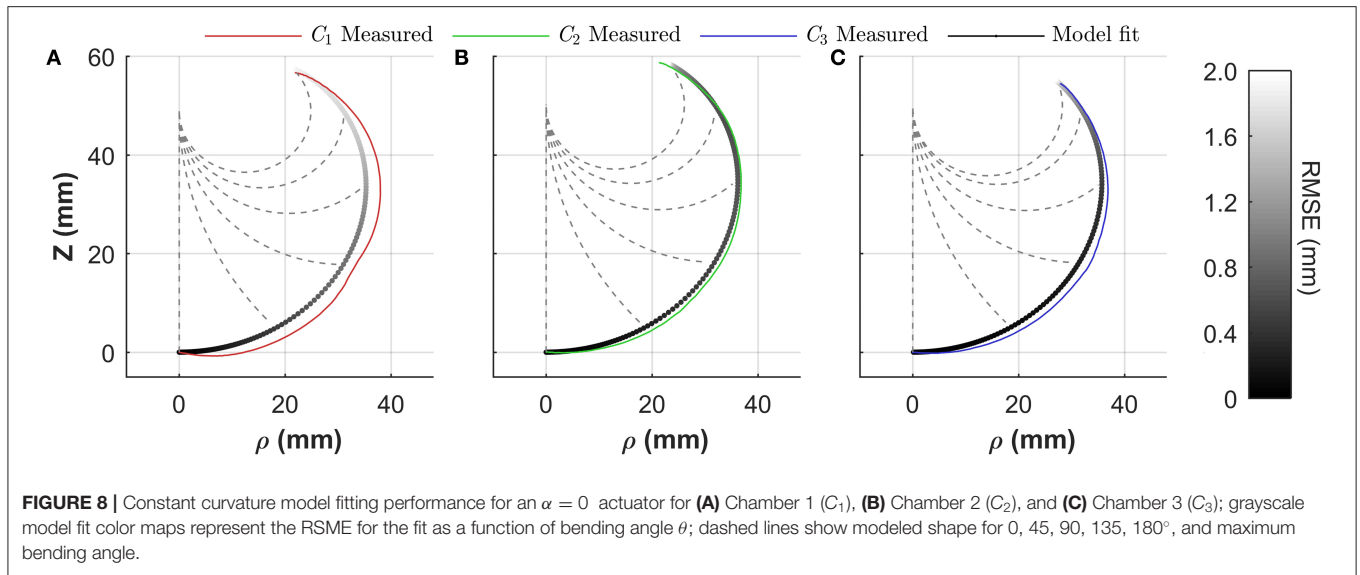 C₁ Measured C₂ Measured C₃ Measured Model fit
A B C
60
40
20
0
Z (mm)
0 20 40
ρ (mm)
0 20 40
ρ (mm)
0 20 40
ρ (mm)
2.0
1.6
1.2
0.8
0.4
0
RMSE (mm)
FIGURE 8 | Constant curvature model fitting performance for an α = 0 actuator for (A) Chamber 1 (C₁), (B) Chamber 2 (C₂), and (C) Chamber 3 (C₃); grayscale
model fit color maps represent the RSME for the fit as a function of bending angle θ; dashed lines show modeled shape for 0, 45, 90, 135, 180°, and maximum
bending angle.